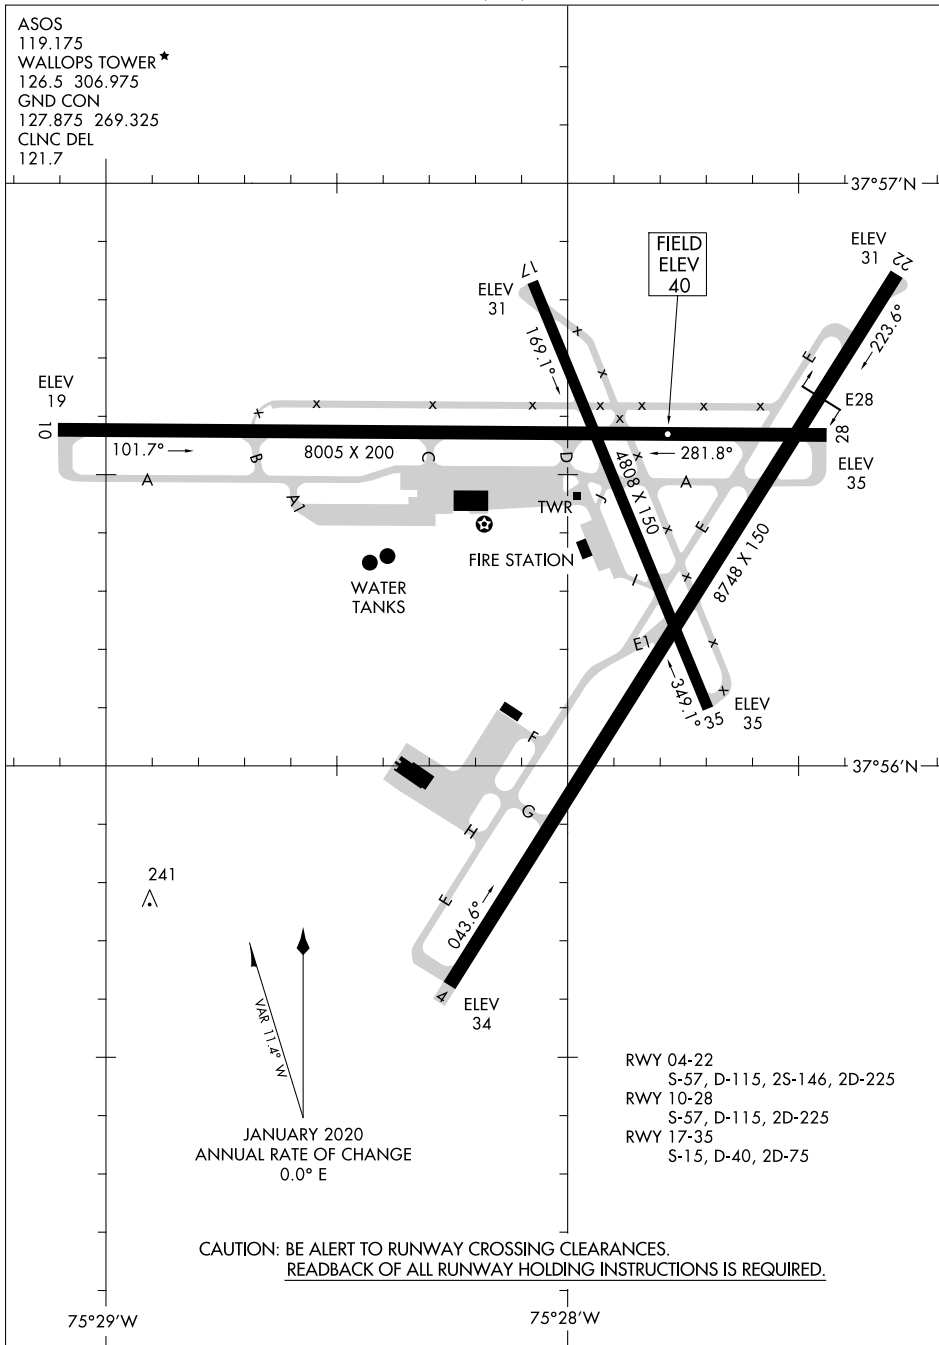 ASOS
119.175
WALLOPS TOWER ★
126.5 306.975
GND CON
127.875 269.325
CLNC DEL
121.7
37°57'N
FIELD
ELEV
40
ELEV
31
22
17
ELEV
31
223.6°
169.1°
E
ELEV
19
E28
10
28
101.7°
8005 X 200
281.8°
B
C
D
ELEV
35
A
A
A1
J
4808 X 150
TWR
E
8748 X 150
FIRE STATION
I
WATER
TANKS
E1
349.1°
35
ELEV
35
F
37°56'N
G
H
241
E
043.6°
4
ELEV
34
VAR 11.4° W
RWY 04-22
S-57, D-115, 2S-146, 2D-225
RWY 10-28
S-57, D-115, 2D-225
RWY 17-35
S-15, D-40, 2D-75
JANUARY 2020
ANNUAL RATE OF CHANGE
0.0° E
CAUTION: BE ALERT TO RUNWAY CROSSING CLEARANCES.
READBACK OF ALL RUNWAY HOLDING INSTRUCTIONS IS REQUIRED.
75°29'W
75°28'W